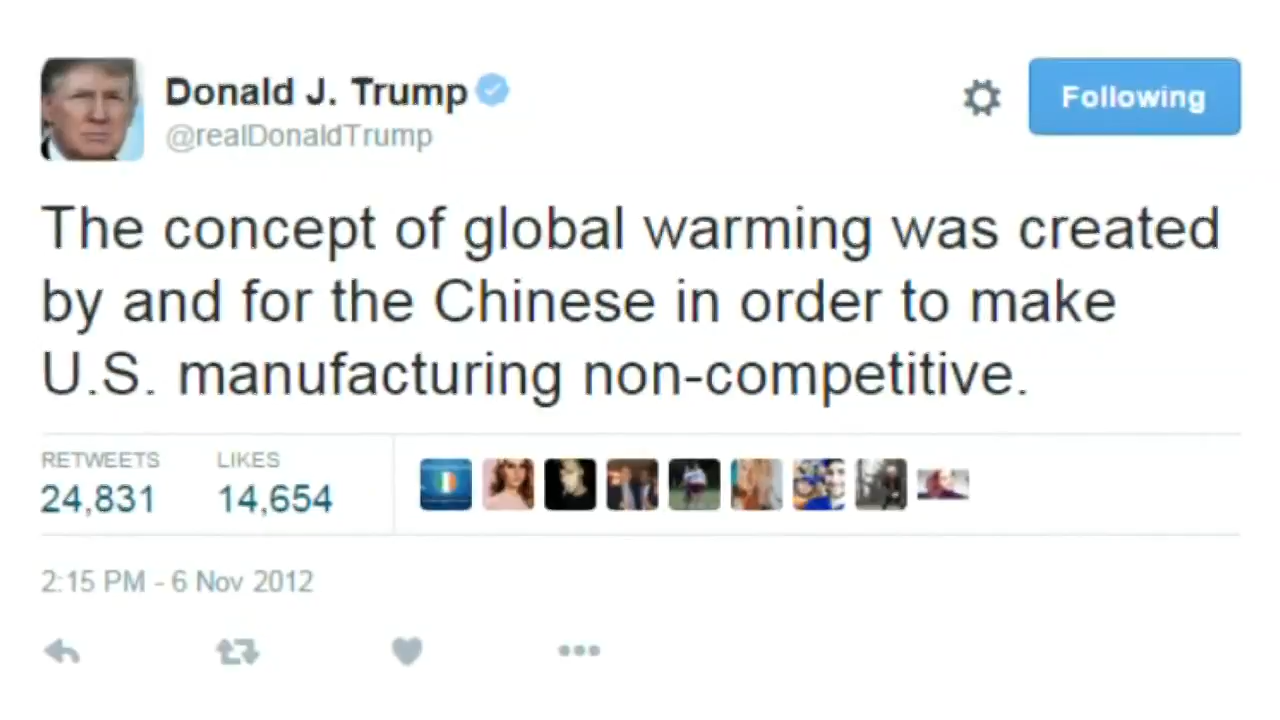 Donald J. Trump
@realDonaldTrump
Following
The concept of global warming was created
by and for the Chinese in order to make
U.S. manufacturing non-competitive.
RETWEETS LIKES
24,831 14,654
2:15 PM - 6 Nov 2012